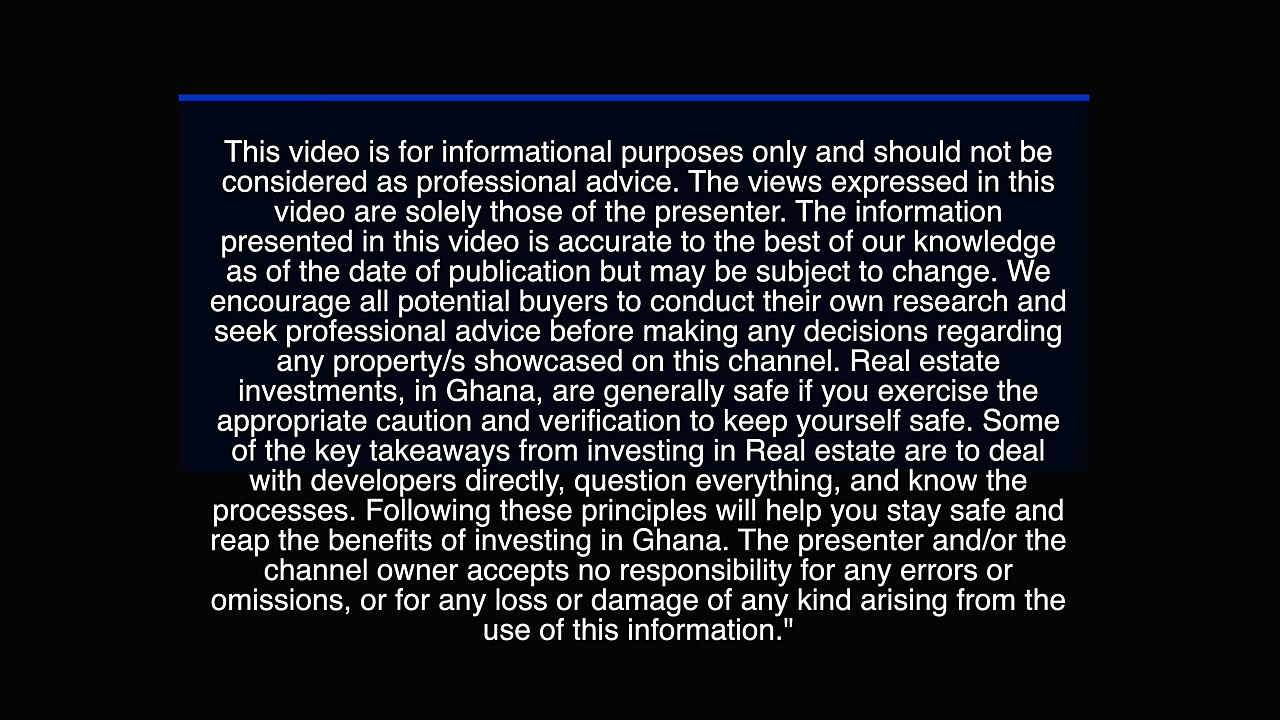 This video is for informational purposes only and should not be
considered as professional advice. The views expressed in this
video are solely those of the presenter. The information
presented in this video is accurate to the best of our knowledge
as of the date of publication but may be subject to change. We
encourage all potential buyers to conduct their own research and
seek professional advice before making any decisions regarding
any property/s showcased on this channel. Real estate
investments, in Ghana, are generally safe if you exercise the
appropriate caution and verification to keep yourself safe. Some
of the key takeaways from investing in Real estate are to deal
with developers directly, question everything, and know the
processes. Following these principles will help you stay safe and
reap the benefits of investing in Ghana. The presenter and/or the
channel owner accepts no responsibility for any errors or
omissions, or for any loss or damage of any kind arising from the
use of this information."